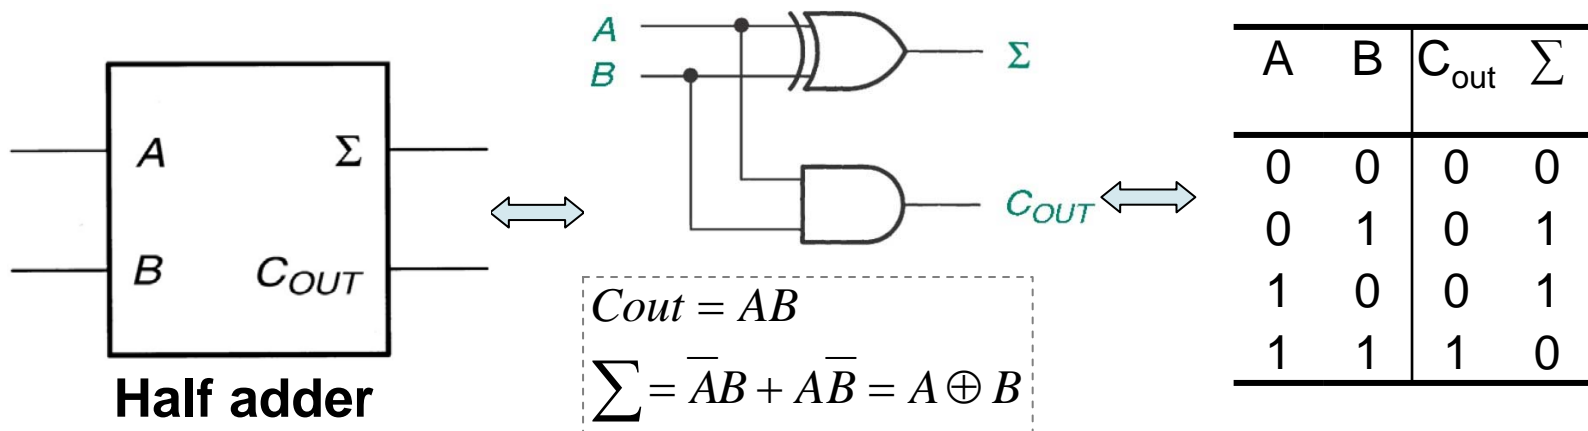 A Σ
B C_OUT
Half adder
A
B
Σ
C_OUT
Cout = AB
∑ = A̅B + AB̅ = A ⊕ B
A B C_out ∑
0 0 0 0
0 1 0 1
1 0 0 1
1 1 1 0